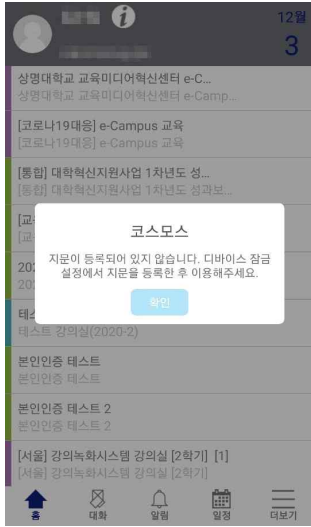 i
12월
3
상명대학교 교육미디어혁신센터 e-C...
상명대학교 교육미디어혁신센터 e-Camp...
[코로나19대응] e-Campus 교육
[코로나19대응] e-Campus 교육
[통합] 대학혁신지원사업 1차년도 성...
[통합] 대학혁신지원사업 1차년도 성과보...
코스모스
지문이 등록되어 있지 않습니다. 디바이스 잠금
설정에서 지문을 등록한 후 이용해주세요.
확인
테스트 강의실(2020-2)
본인인증 테스트
본인인증 테스트
본인인증 테스트 2
본인인증 테스트 2
[서울] 강의녹화시스템 강의실 [2학기] [1]
[서울] 강의녹화시스템 강의실 [2학기]
홈
대화
알림
일정
더보기